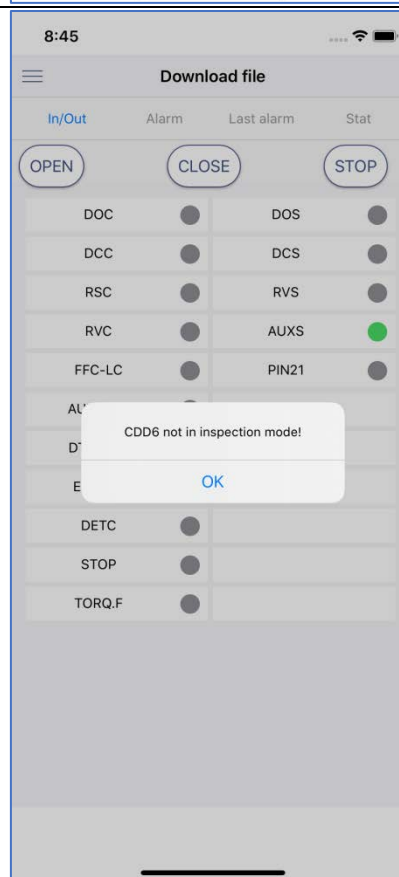 8:45
Download file
In/Out Alarm Last alarm Stat
OPEN CLOSE STOP
DOC DOS
DCC DCS
RSC RVS
RVC AUXS
FFC-LC PIN21
CDD6 not in inspection mode!
OK
DETC
STOP
TORQ.F